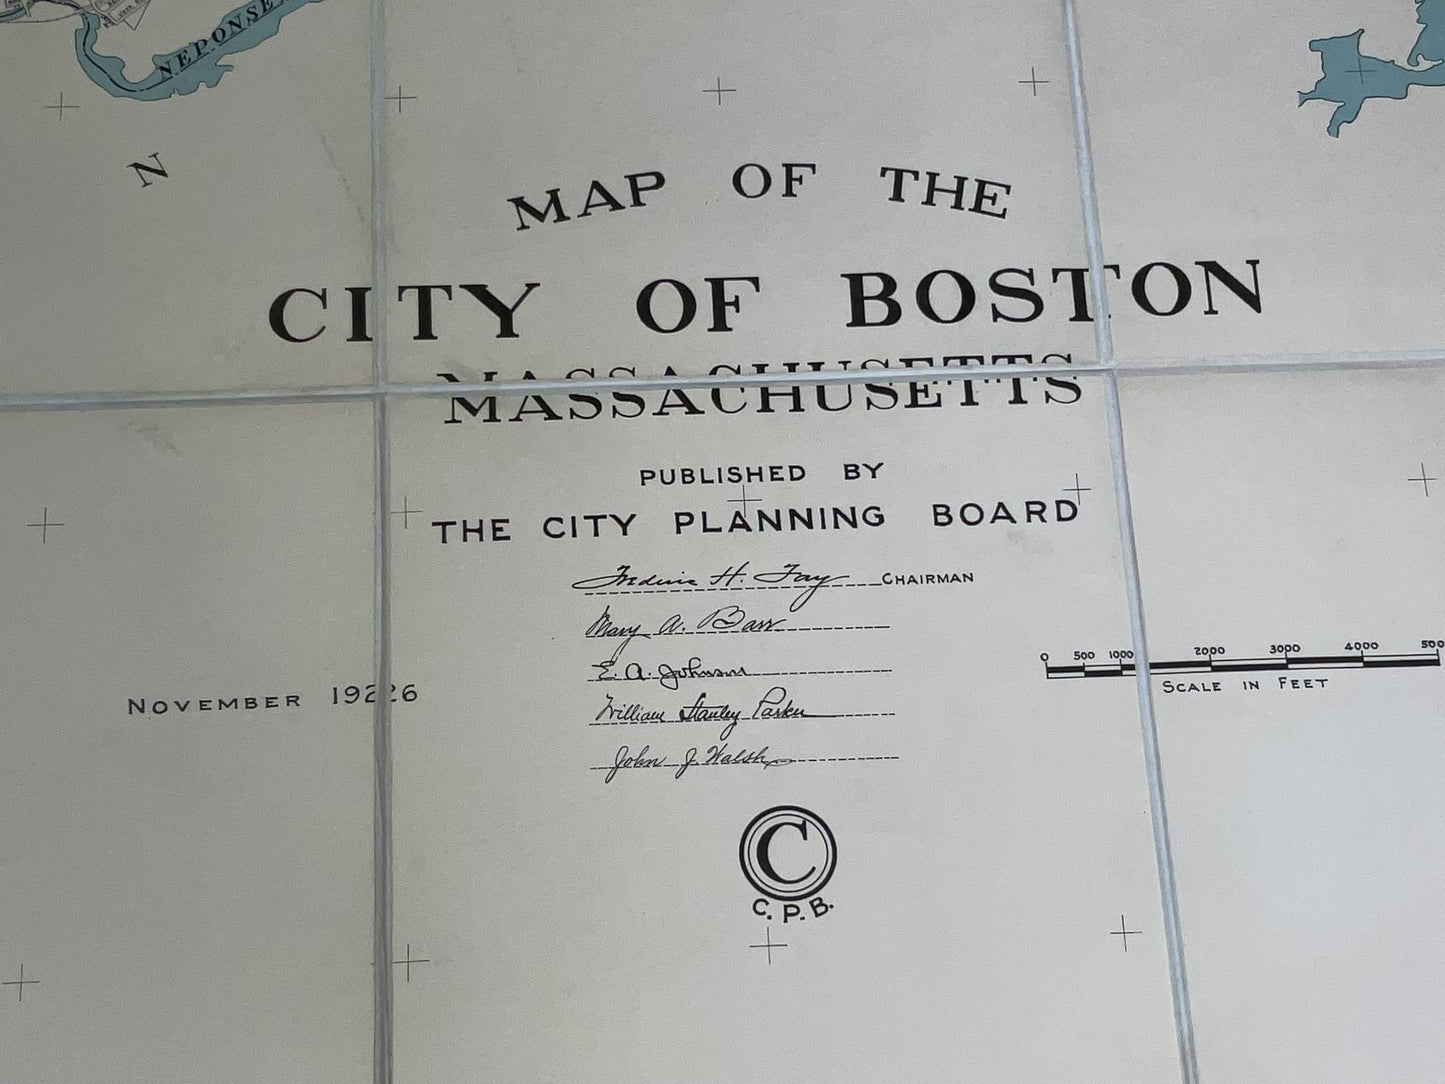 NEPONSE
N
MAP OF THE
CITY OF BOSTON
MASSACHUSETTS
PUBLISHED BY
THE CITY PLANNING BOARD
Frederic H. Fay CHAIRMAN
Mary A. Barr
E. A. Johnson
William Stanley Parker
John J. Walsh
NOVEMBER 1926
0 500 1000 2000 3000 4000 500
SCALE IN FEET
C
C. P. B.